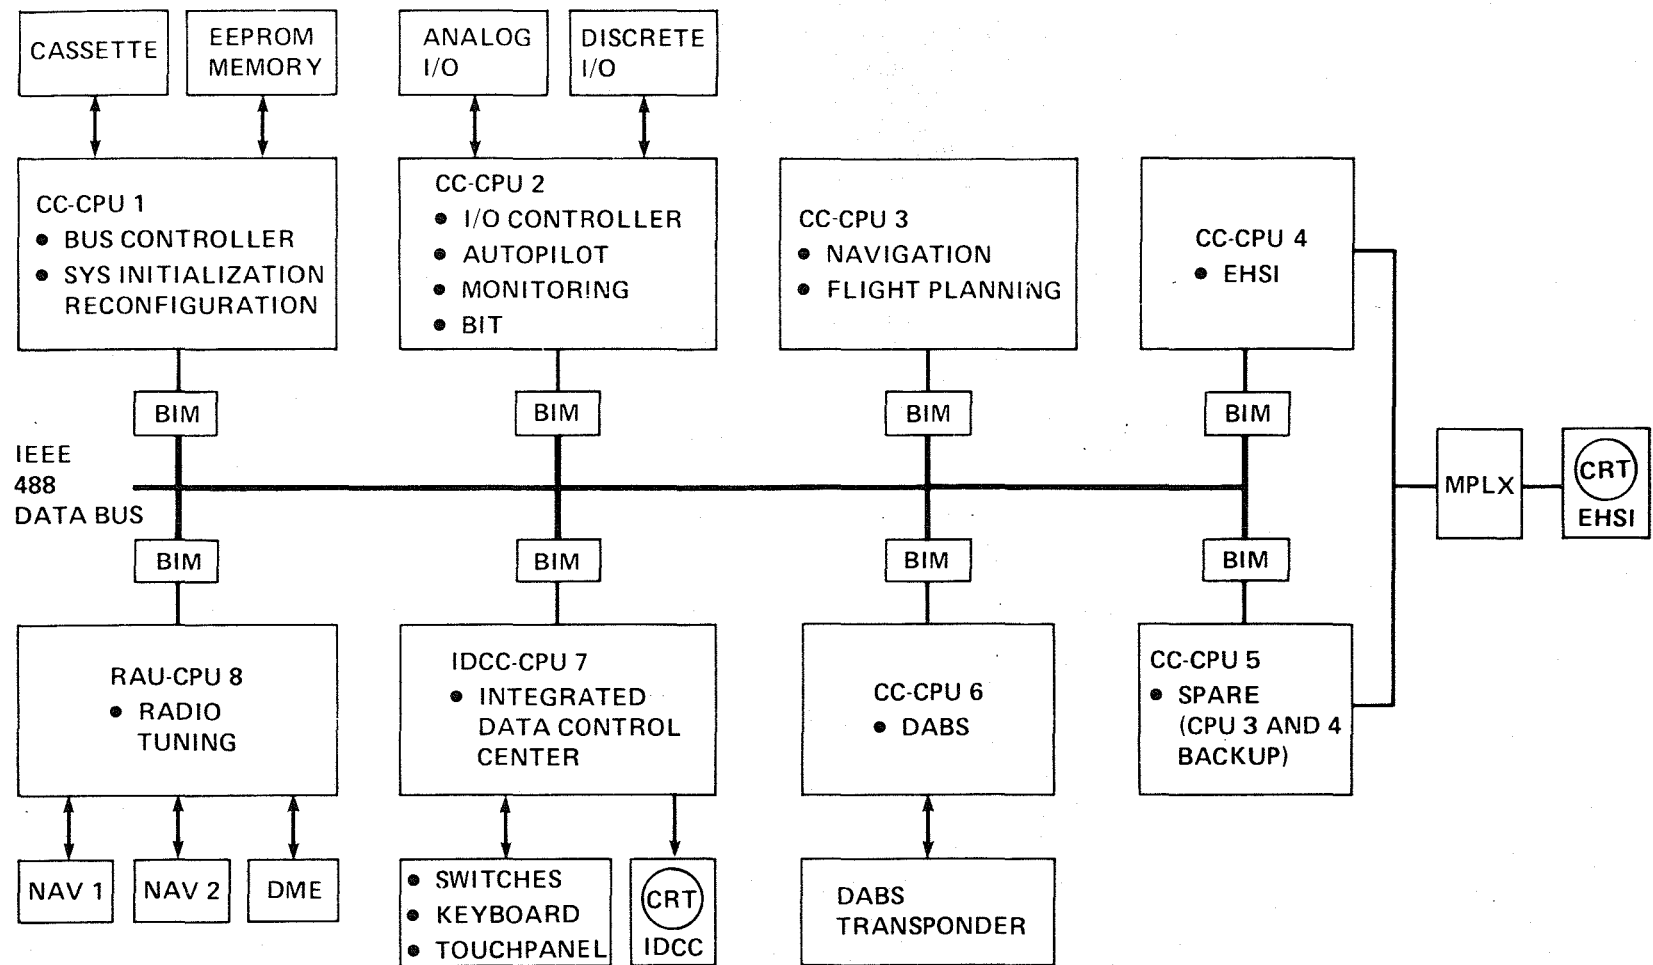 CASSETTE
EEPROM
MEMORY
ANALOG
I/O
DISCRETE
I/O
CC-CPU 1
• BUS CONTROLLER
• SYS INITIALIZATION
RECONFIGURATION
CC-CPU 2
• I/O CONTROLLER
• AUTOPILOT
• MONITORING
• BIT
CC-CPU 3
• NAVIGATION
• FLIGHT PLANNING
CC-CPU 4
• EHSI
BIM
BIM
BIM
BIM
IEEE
488
DATA BUS
MPLX
CRT
EHSI
BIM
BIM
BIM
BIM
RAU-CPU 8
• RADIO
TUNING
IDCC-CPU 7
• INTEGRATED
DATA CONTROL
CENTER
CC-CPU 6
• DABS
CC-CPU 5
• SPARE
(CPU 3 AND 4
BACKUP)
NAV 1
NAV 2
DME
• SWITCHES
• KEYBOARD
• TOUCHPANEL
CRT
IDCC
DABS
TRANSPONDER